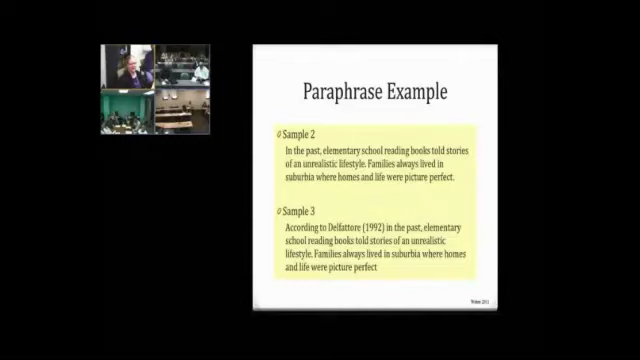 Paraphrase Example
Sample 2
In the past, elementary school reading books told stories
of an unrealistic lifestyle. Families always lived in
suburbia where homes and life were picture perfect.
Sample 3
According to Delfattore (1992) in the past, elementary
school reading books told stories of an unrealistic
lifestyle. Families always lived in suburbia where homes
and life were picture perfect
2011